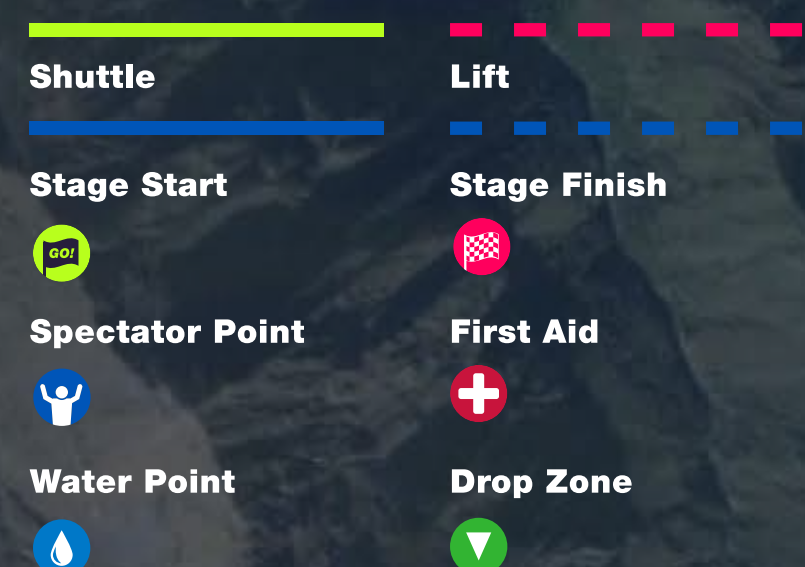 Shuttle
Lift
Stage Start
Stage Finish
GO!
Spectator Point
First Aid
Water Point
Drop Zone